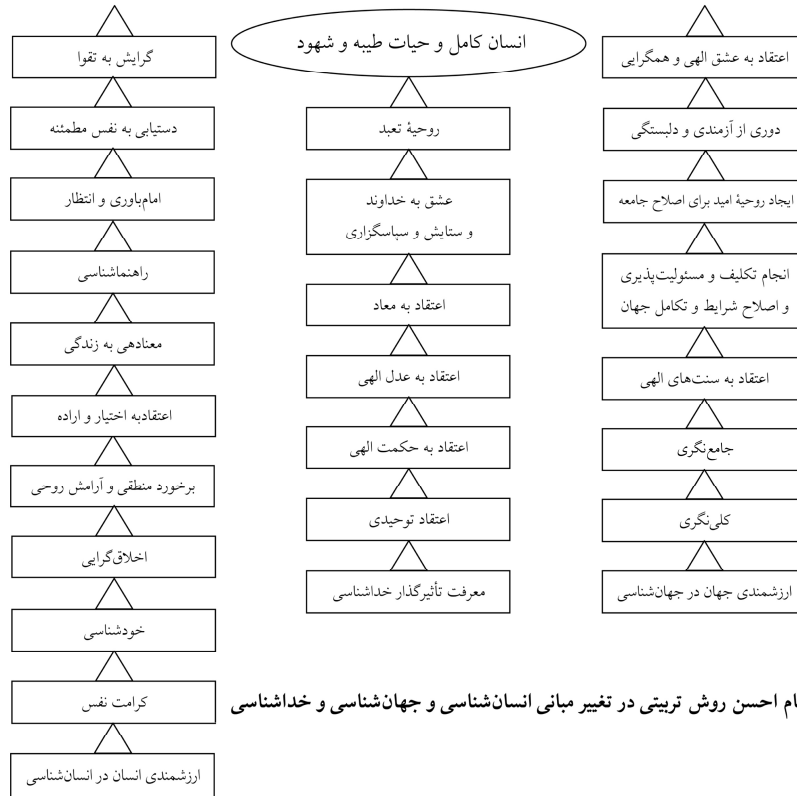 انسان کامل و حیات طیبه و شهود
اعتقاد به عشق الهی و همگرایی
دوری از آزمندی و دلبستگی
ایجاد روحیهٔ امید برای اصلاح جامعه
انجام تکلیف و مسئولیت‌پذیری
و اصلاح شرایط و تکامل جهان
اعتقاد به سنت‌های الهی
جامع‌نگری
کلی‌نگری
ارزشمندی جهان در جهان‌شناسی
روحیهٔ تعبد
عشق به خداوند
و ستایش و سپاسگزاری
اعتقاد به معاد
اعتقاد به عدل الهی
اعتقاد به حکمت الهی
اعتقاد توحیدی
معرفت تأثیرگذار خداشناسی
گرایش به تقوا
دستیابی به نفس مطمئنه
امام‌باوری و انتظار
راهنماشناسی
معنادهی به زندگی
اعتقادبه اختیار و اراده
برخورد منطقی و آرامش روحی
اخلاق‌گرایی
خودشناسی
کرامت نفس
ارزشمندی انسان در انسان‌شناسی
احسن روش تربیتی در تغییر مبانی انسان‌شناسی و جهان‌شناسی و خداشناسی